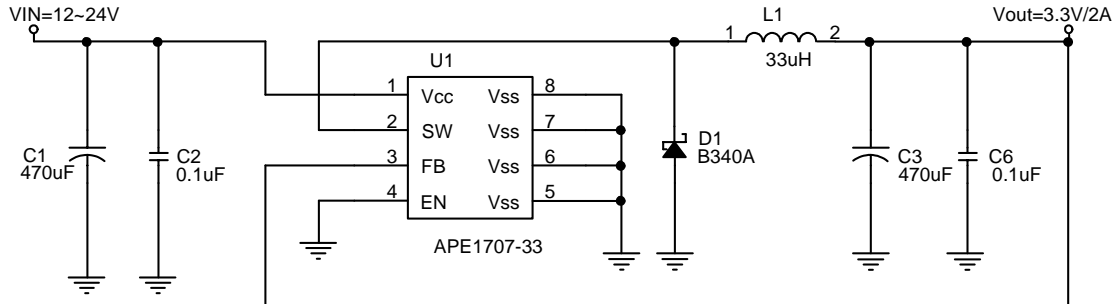 VIN=12~24V
L1
Vout=3.3V/2A
1
2
33uH
U1
1
Vcc
Vss
8
2
SW
Vss
7
3
FB
Vss
6
4
EN
Vss
5
APE1707-33
C1
470uF
C2
0.1uF
D1
B340A
C3
470uF
C6
0.1uF